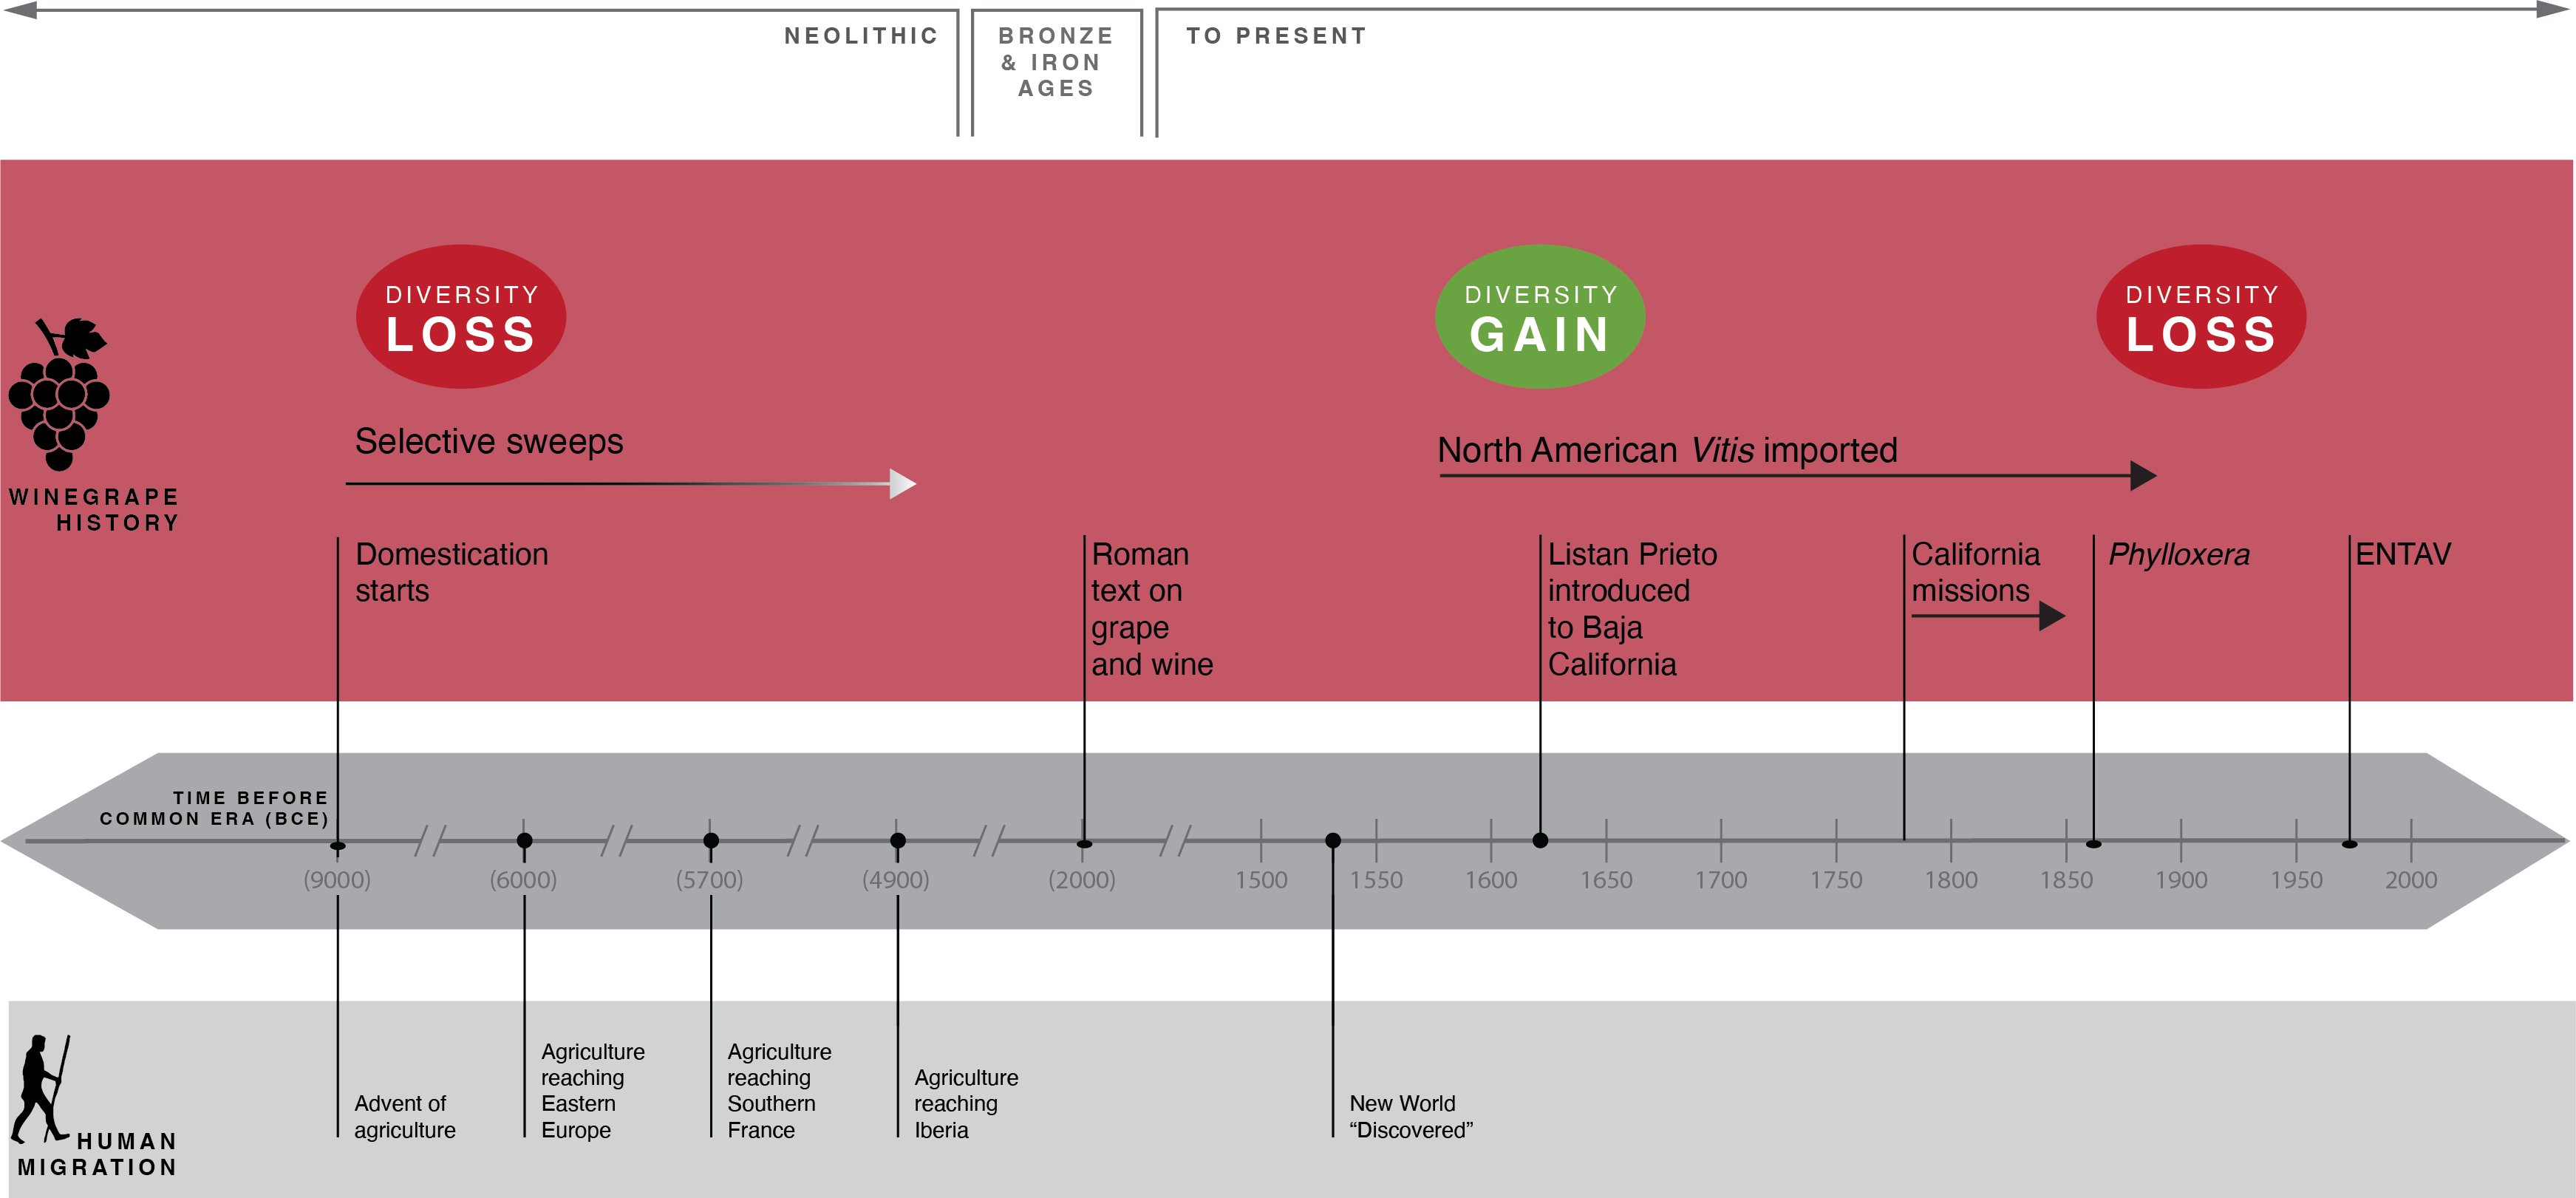 NEOLITHIC
BRONZE
& IRON
AGES
TO PRESENT
DIVERSITY
LOSS
DIVERSITY
GAIN
DIVERSITY
LOSS
Selective sweeps
North American Vitis imported
WINEGRAPE
HISTORY
Domestication
starts
Roman
text on
grape
and wine
Listan Prieto
introduced
to Baja
California
California
missions
Phylloxera
ENTAV
TIME BEFORE
COMMON ERA (BCE)
(9000)
(6000)
(5700)
(4900)
(2000)
1500
1550
1600
1650
1700
1750
1800
1850
1900
1950
2000
HUMAN
MIGRATION
Advent of
agriculture
Agriculture
reaching
Eastern
Europe
Agriculture
reaching
Southern
France
Agriculture
reaching
Iberia
New World
“Discovered”